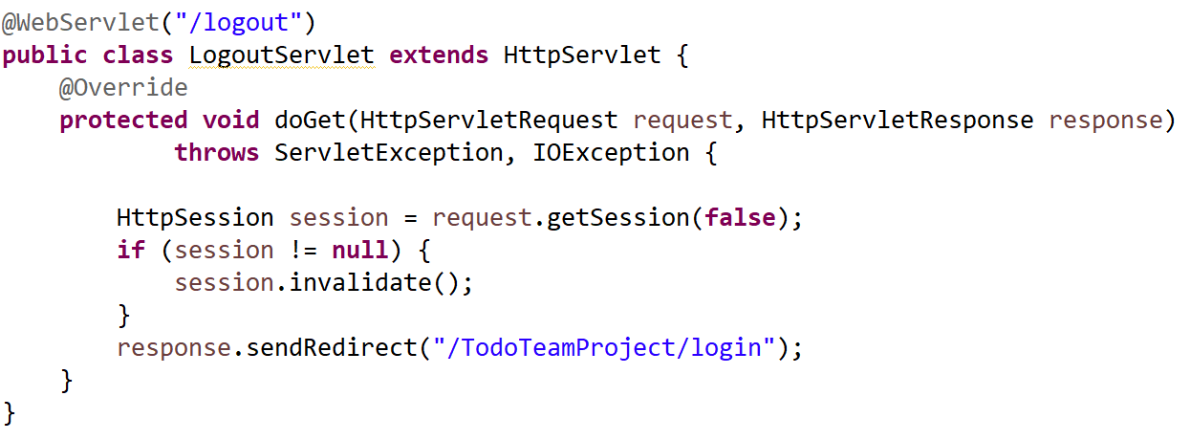 @WebServlet("/logout")
public class LogoutServlet extends HttpServlet {
    @Override
    protected void doGet(HttpServletRequest request, HttpServletResponse response)
            throws ServletException, IOException {

        HttpSession session = request.getSession(false);
        if (session != null) {
            session.invalidate();
        }
        response.sendRedirect("/TodoTeamProject/login");
    }
}